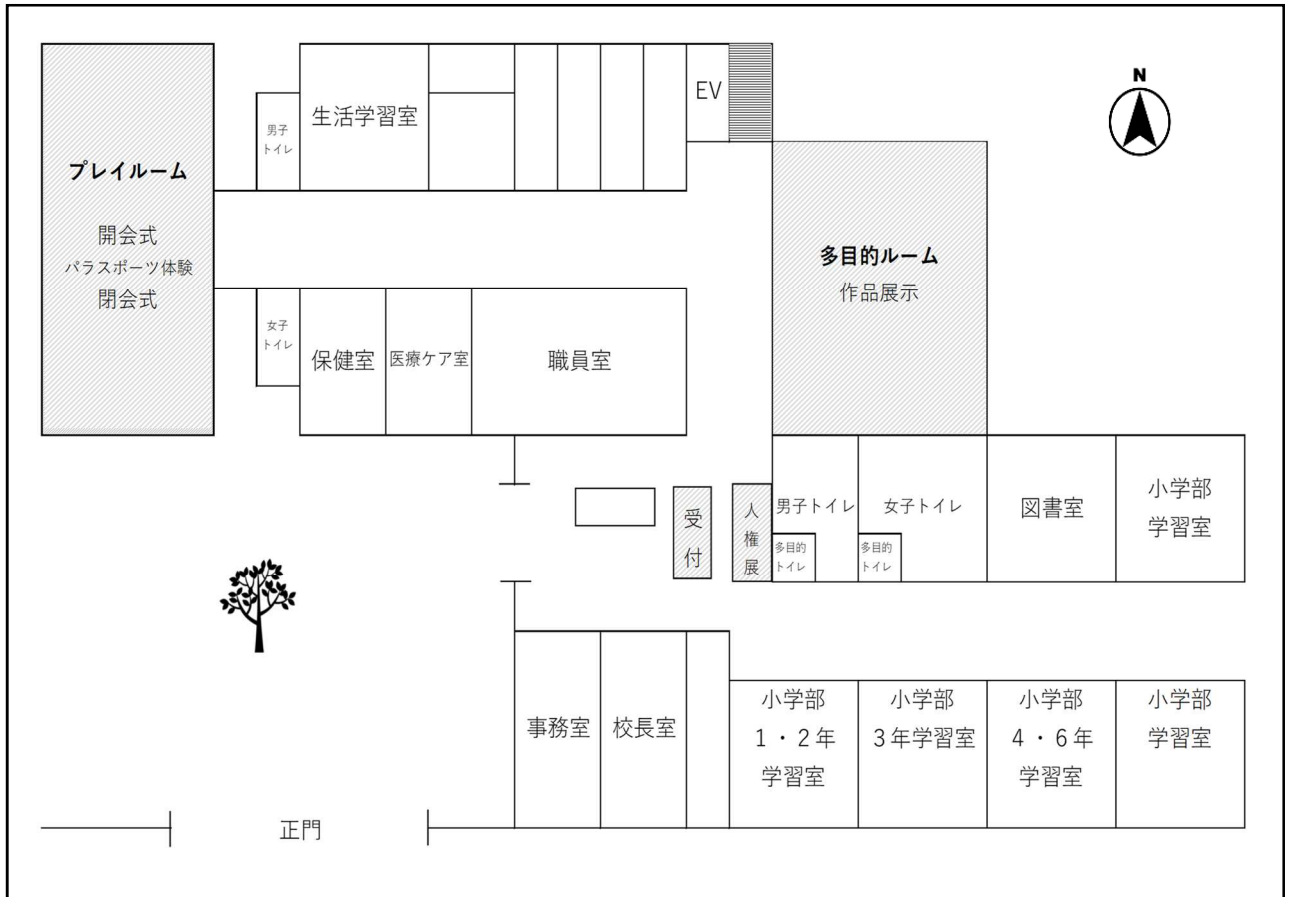 N
EV
生活学習室
男子
トイレ
プレイルーム
開会式
パラスポーツ体験
閉会式
多目的ルーム
作品展示
女子
トイレ
保健室
医療ケア室
職員室
受
付
人
権
展
男子トイレ
多目的
トイレ
女子トイレ
多目的
トイレ
図書室
小学部
学習室
事務室
校長室
小学部
1・2年
学習室
小学部
3年学習室
小学部
4・6年
学習室
小学部
学習室
正門